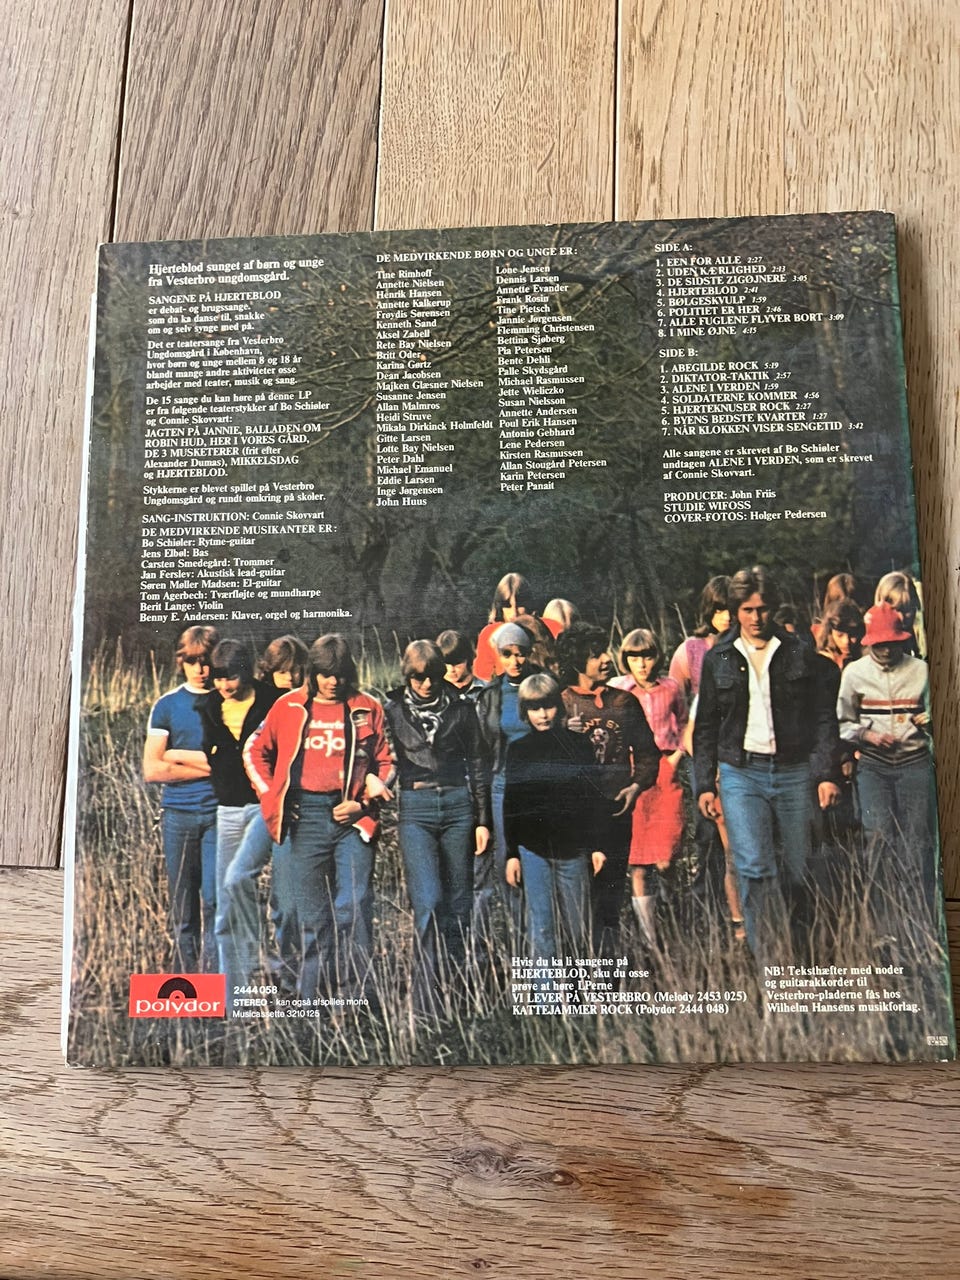 Hjerteblod sunget af børn og unge
fra Vesterbro ungdomsgård.
SANGENE PÅ HJERTEBLOD
er debat- og brugssange,
som du ka danse til, snakke
om og selv synge med på.
Det er teatersange fra Vesterbro
Ungdomsgård i København,
hvor børn og unge mellem 8 og 18 år
blandt mange andre aktiviteter osse
arbejder med teater, musik og sang.
De 15 sange du kan høre på denne LP
er fra følgende teaterstykker af Bo Schiøler
og Connie Skovvart:
JAGTEN PÅ JANNIE, BALLADEN OM
ROBIN HUD, HER I VORES GÅRD,
DE 3 MUSKETERER (frit efter
Alexander Dumas), MIKKELSDAG
og HJERTEBLOD.
Stykkerne er blevet spillet på Vesterbro
Ungdomsgård og rundt omkring på skoler.
SANG-INSTRUKTION: Connie Skovvart
DE MEDVIRKENDE MUSIKANTER ER:
Bo Schiøler: Rytme-guitar
Jens Elbøl: Bas
Carsten Smedegård: Trommer
Jan Ferslev: Akustisk lead-guitar
Søren Møller Madsen: El-guitar
Tom Agerbech: Tværfløjte og mundharpe
Berit Lange: Violin
Benny E. Andersen: Klaver, orgel og harmonika.
DE MEDVIRKENDE BØRN OG UNGE ER:
Tine Rimhoff
Annette Nielsen
Henrik Hansen
Annette Kalkerup
Frøydis Sørensen
Kenneth Sand
Aksel Zabell
Rete Bay Nielsen
Britt Oder
Karina Gørtz
Dean Jacobsen
Majken Glæsner Nielsen
Susanne Jensen
Allan Malmros
Heidi Struve
Mikala Dirkinck Holmfeldt
Gitte Larsen
Lotte Bay Nielsen
Peter Dahl
Michael Emanuel
Eddie Larsen
Inge Jørgensen
John Huus
Lone Jensen
Dennis Larsen
Annette Evander
Frank Rosin
Tine Pietsch
Jannie Jørgensen
Flemming Christensen
Bettina Sjøberg
Pia Petersen
Bente Dehli
Palle Skydsgård
Michael Rasmussen
Jette Wieliczko
Susan Nielsson
Annette Andersen
Poul Erik Hansen
Antonio Gebhard
Lene Pedersen
Kirsten Rasmussen
Allan Stougård Petersen
Karin Petersen
Peter Panait
SIDE A:
1. EEN FOR ALLE 2:27
2. UDEN KÆRLIGHED 2:13
3. DE SIDSTE ZIGØJNERE 3:05
4. HJERTEBLOD 2:41
5. BØLGESKVULP 1:59
6. POLITIET ER HER 2:46
7. ALLE FUGLENE FLYVER BORT 3:09
8. I MINE ØJNE 4:15
SIDE B:
1. ABEGILDE ROCK 5:19
2. DIKTATOR-TAKTIK 2:57
3. ALENE I VERDEN 1:59
4. SOLDATERNE KOMMER 4:56
5. HJERTEKNUSER ROCK 2:27
6. BYENS BEDSTE KVARTER 1:27
7. NÅR KLOKKEN VISER SENGETID 3:42
Alle sangene er skrevet af Bo Schiøler
undtagen ALENE I VERDEN, som er skrevet
af Connie Skovvart.
PRODUCER: John Friis
STUDIE WIFOSS
COVER-FOTOS: Holger Pedersen
polydor
2444 058
STEREO - kan også afspilles mono
Musicassette 3210 125
Hvis du ka li sangene på
HJERTEBLOD, sku du osse
prøve at høre LPerne
VI LEVER PÅ VESTERBRO (Melody 2453 025)
KATTEJAMMER ROCK (Polydor 2444 048)
NB! Teksthæfter med noder
og guitarakkorder til
Vesterbro-pladerne fås hos
Wilhelm Hansens musikforlag.